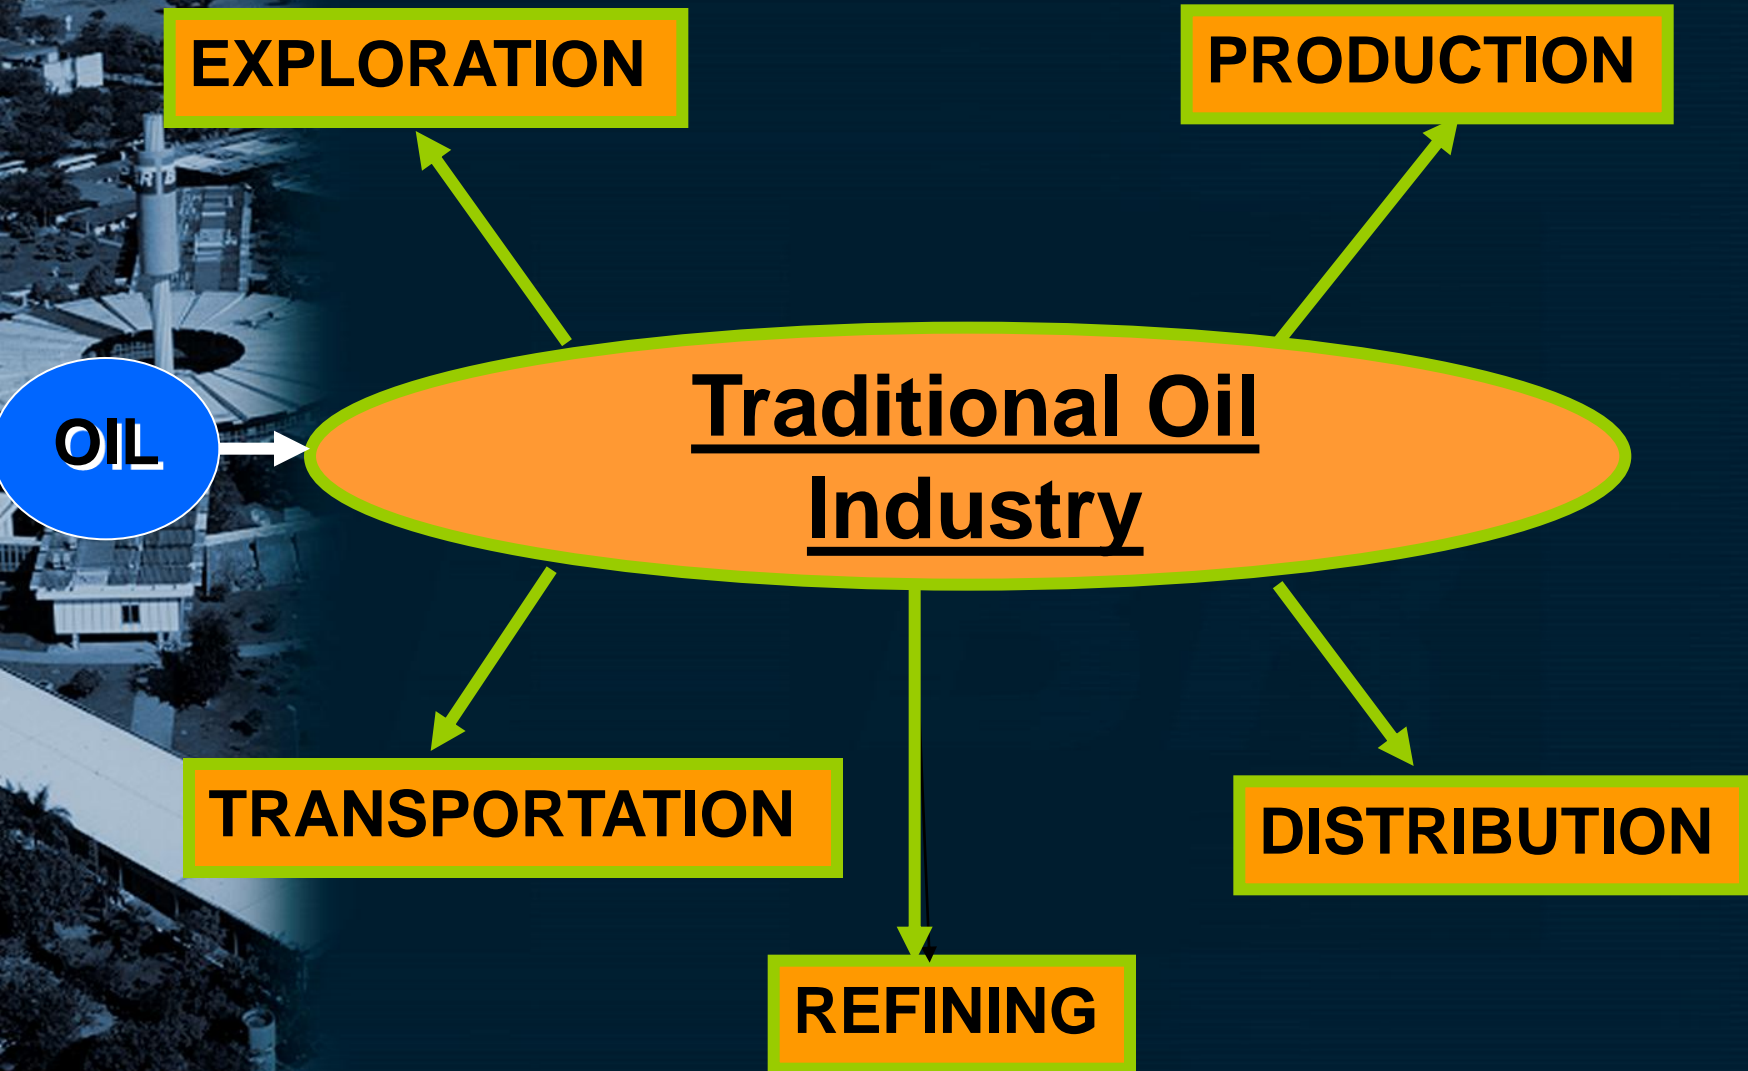 EXPLORATION
PRODUCTION
OIL
Traditional Oil
Industry
TRANSPORTATION
DISTRIBUTION
REFINING